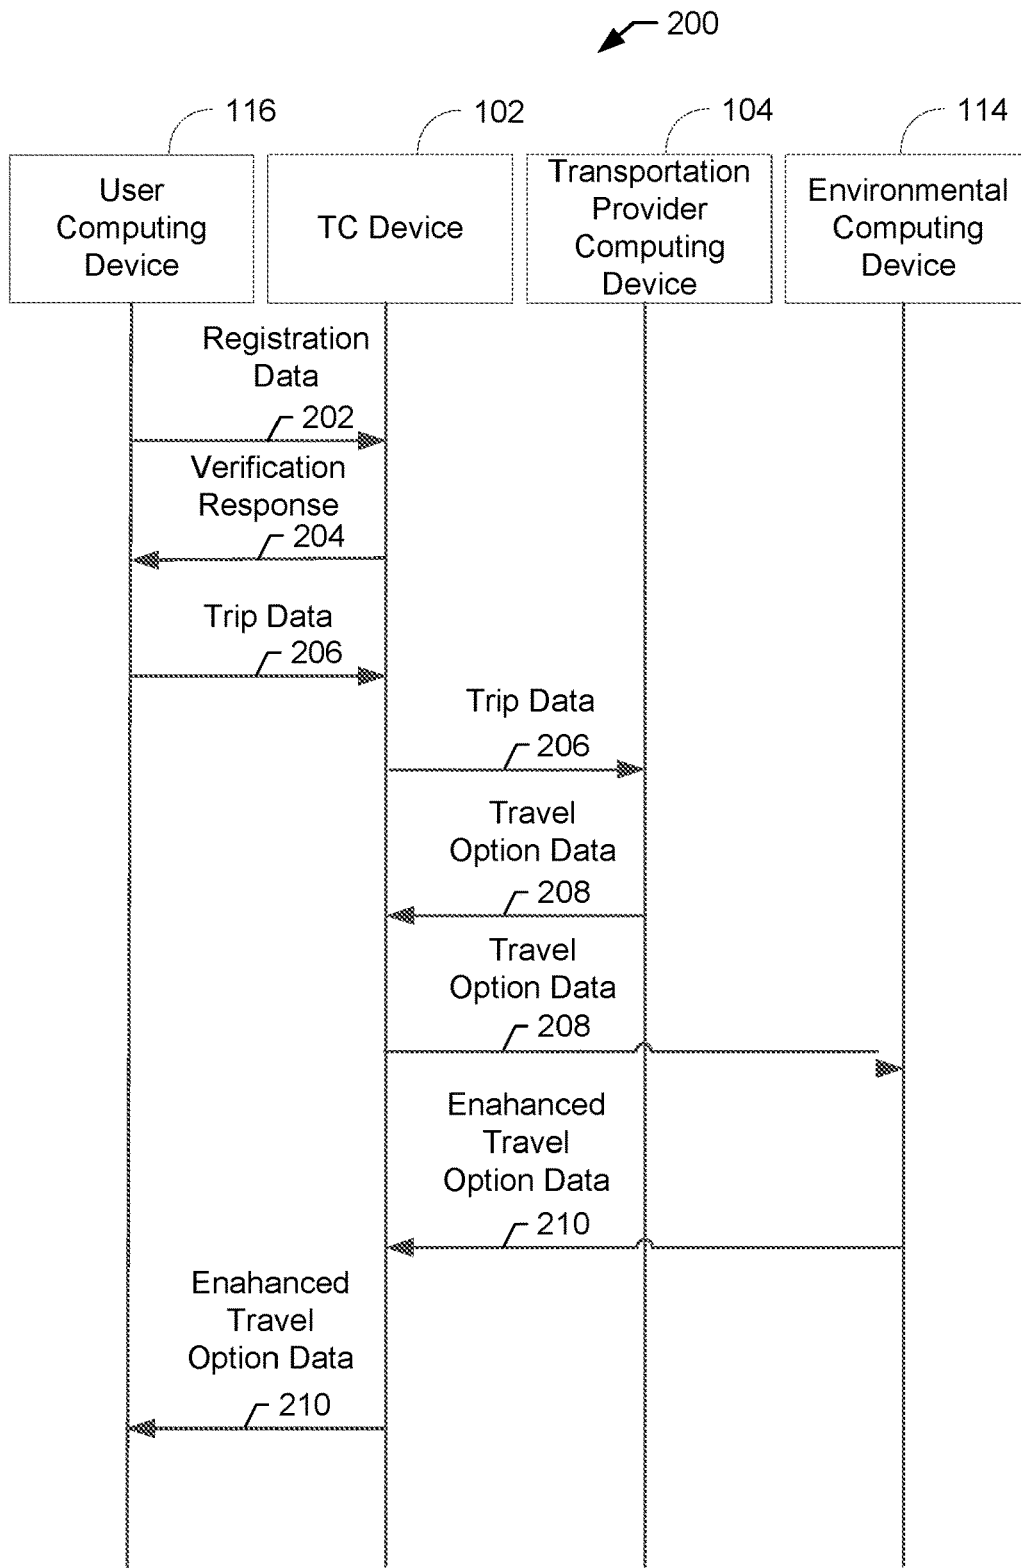 200
116
102
104
114
User
Computing
Device
TC Device
Transportation
Provider
Computing
Device
Environmental
Computing
Device
Registration
Data
202
Verification
Response
204
Trip Data
206
Trip Data
206
Travel
Option Data
208
Travel
Option Data
208
Enahanced
Travel
Option Data
210
Enahanced
Travel
Option Data
210